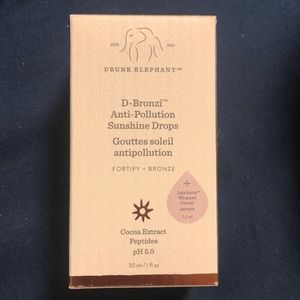 DRUNK ELEPHANT™
D-Bronzi™
Anti-Pollution
Sunshine Drops
Gouttes soleil
antipollution
FORTIFY + BRONZE
+
Lala Retro™
Whipped
Cream
Cocoa Extract
Peptides
pH 5.0
30 ml / 1 fl oz